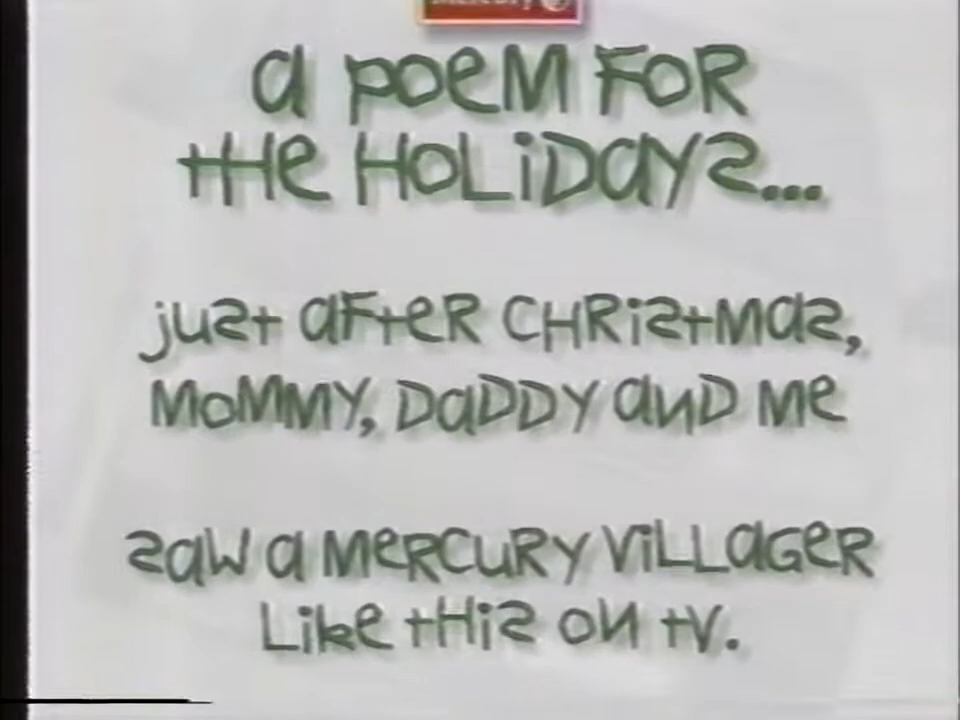 a poeM FOR
tHe HOLiDaYS...
just aFteR CHRiStMaS,
MoMMY, DaDDY aND Me
SaW a MeRCuRY ViLLaGeR
Like tHiS oN tV.